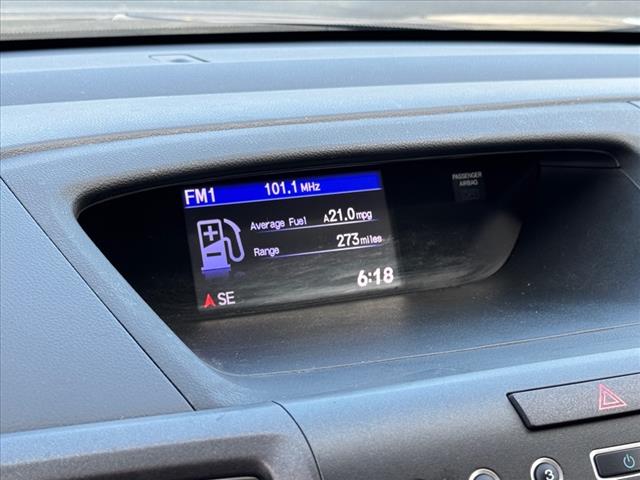 FM1 101.1 MHz
Average Fuel A21.0mpg
Range 273miles
6:18
SE
PASSENGER
AIRBAG
3